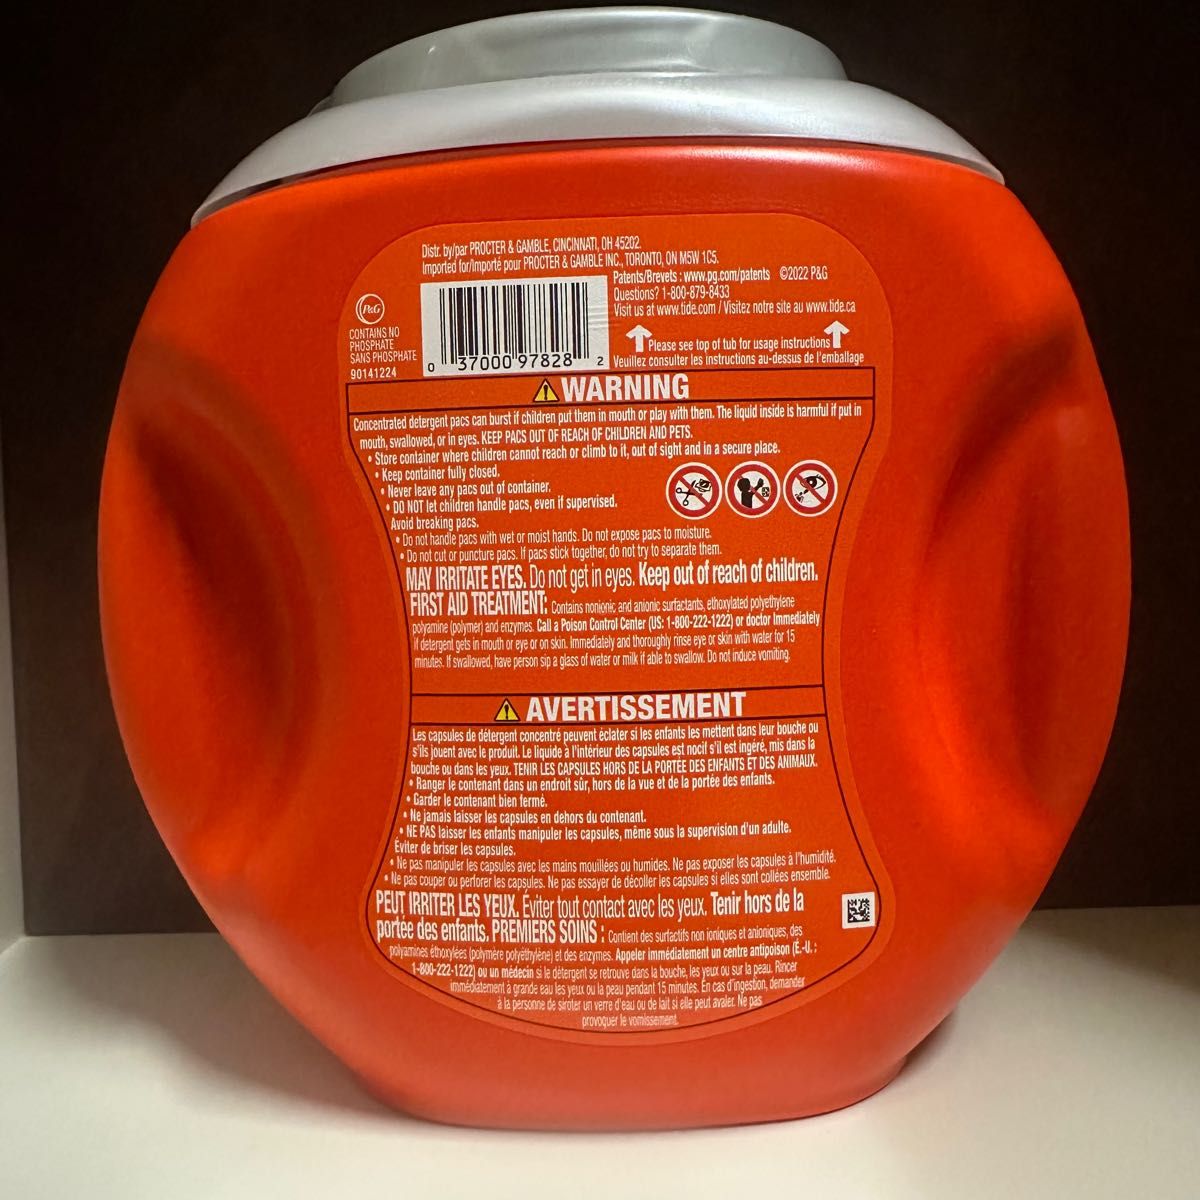 Distr. by/par PROCTER & GAMBLE, CINCINNATI, OH 45202.
Imported for/Importé pour PROCTER & GAMBLE INC., TORONTO, ON M5W 1C5.
Patents/Brevets : www.pg.com/patents ©2022 P&G
Questions? 1-800-879-8433
Visit us at www.tide.com / Visitez notre site au www.tide.ca
Please see top of tub for usage instructions
Veuillez consulter les instructions au-dessus de l'emballage
P&G
CONTAINS NO
PHOSPHATE
SANS PHOSPHATE
90141224
0 37000 97828 2
WARNING
Concentrated detergent pacs can burst if children put them in mouth or play with them. The liquid inside is harmful if put in
mouth, swallowed, or in eyes. KEEP PACS OUT OF REACH OF CHILDREN AND PETS.
• Store container where children cannot reach or climb to it, out of sight and in a secure place.
• Keep container fully closed.
• Never leave any pacs out of container.
• DO NOT let children handle pacs, even if supervised.
Avoid breaking pacs.
• Do not handle pacs with wet or moist hands. Do not expose pacs to moisture.
• Do not cut or puncture pacs. If pacs stick together, do not try to separate them.
MAY IRRITATE EYES. Do not get in eyes. Keep out of reach of children.
FIRST AID TREATMENT: Contains nonionic and anionic surfactants, ethoxylated polyethylene
polyamine (polymer) and enzymes. Call a Poison Control Center (US: 1-800-222-1222) or doctor Immediately
if detergent gets in mouth or eye or on skin. Immediately and thoroughly rinse eye or skin with water for 15
minutes. If swallowed, have person sip a glass of water or milk if able to swallow. Do not induce vomiting.
AVERTISSEMENT
Les capsules de détergent concentré peuvent éclater si les enfants les mettent dans leur bouche ou
s'ils jouent avec le produit. Le liquide à l'intérieur des capsules est nocif s'il est ingéré, mis dans la
bouche ou dans les yeux. TENIR LES CAPSULES HORS DE LA PORTÉE DES ENFANTS ET DES ANIMAUX.
• Ranger le contenant dans un endroit sûr, hors de la vue et de la portée des enfants.
• Garder le contenant bien fermé.
• Ne jamais laisser les capsules en dehors du contenant.
• NE PAS laisser les enfants manipuler les capsules, même sous la supervision d'un adulte.
Éviter de briser les capsules.
• Ne pas manipuler les capsules avec les mains mouillées ou humides. Ne pas exposer les capsules à l'humidité.
• Ne pas couper ou perforer les capsules. Ne pas essayer de décoller les capsules si elles sont collées ensemble.
PEUT IRRITER LES YEUX. Éviter tout contact avec les yeux. Tenir hors de la
portée des enfants. PREMIERS SOINS : Contient des surfactifs non ioniques et anioniques, des
polyamines éthoxylées (polymère polyéthylène) et des enzymes. Appeler immédiatement un centre antipoison (É.-U. :
1-800-222-1222) ou un médecin si le détergent se retrouve dans la bouche, les yeux ou sur la peau. Rincer
immédiatement à grande eau les yeux ou la peau pendant 15 minutes. En cas d'ingestion, demander
à la personne de siroter un verre d'eau ou de lait si elle peut avaler. Ne pas
provoquer le vomissement.